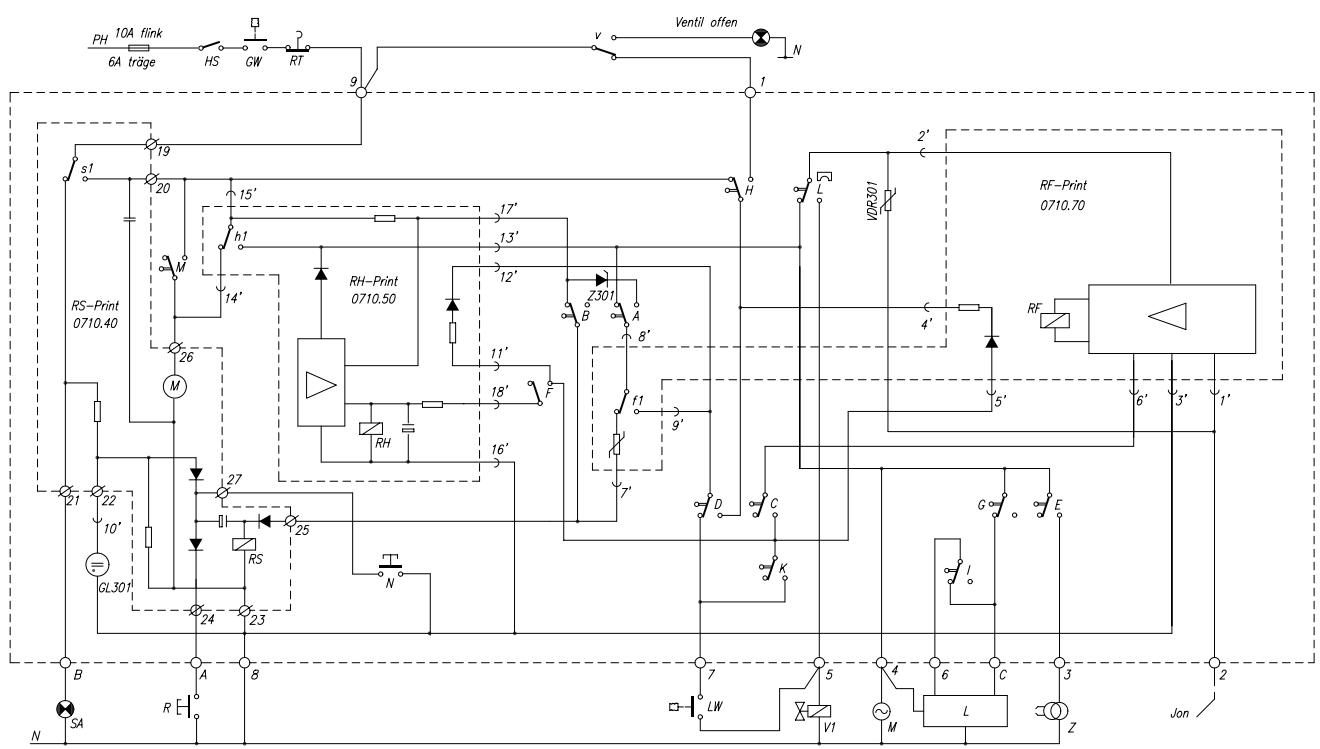 Ventil offen
PH
10A flink
6A träge
HS
GW
RT
v
N
9
1
19
s1
20
15'
H
L
2'
VDR301
RF-Print
0710.70
17'
h1
13'
M
RH-Print
0710.50
12'
Z301
RS-Print
0710.40
14'
B
A
4'
RF
8'
26
11'
M
18'
F
f1
5'
6'
3'
1'
9'
RH
16'
27
7'
21
22
25
D
C
G
E
10'
RS
N
K
I
GL301
24
23
B
A
8
7
5
4
6
C
3
2
SA
R
LW
V1
M
L
Z
Jon
N